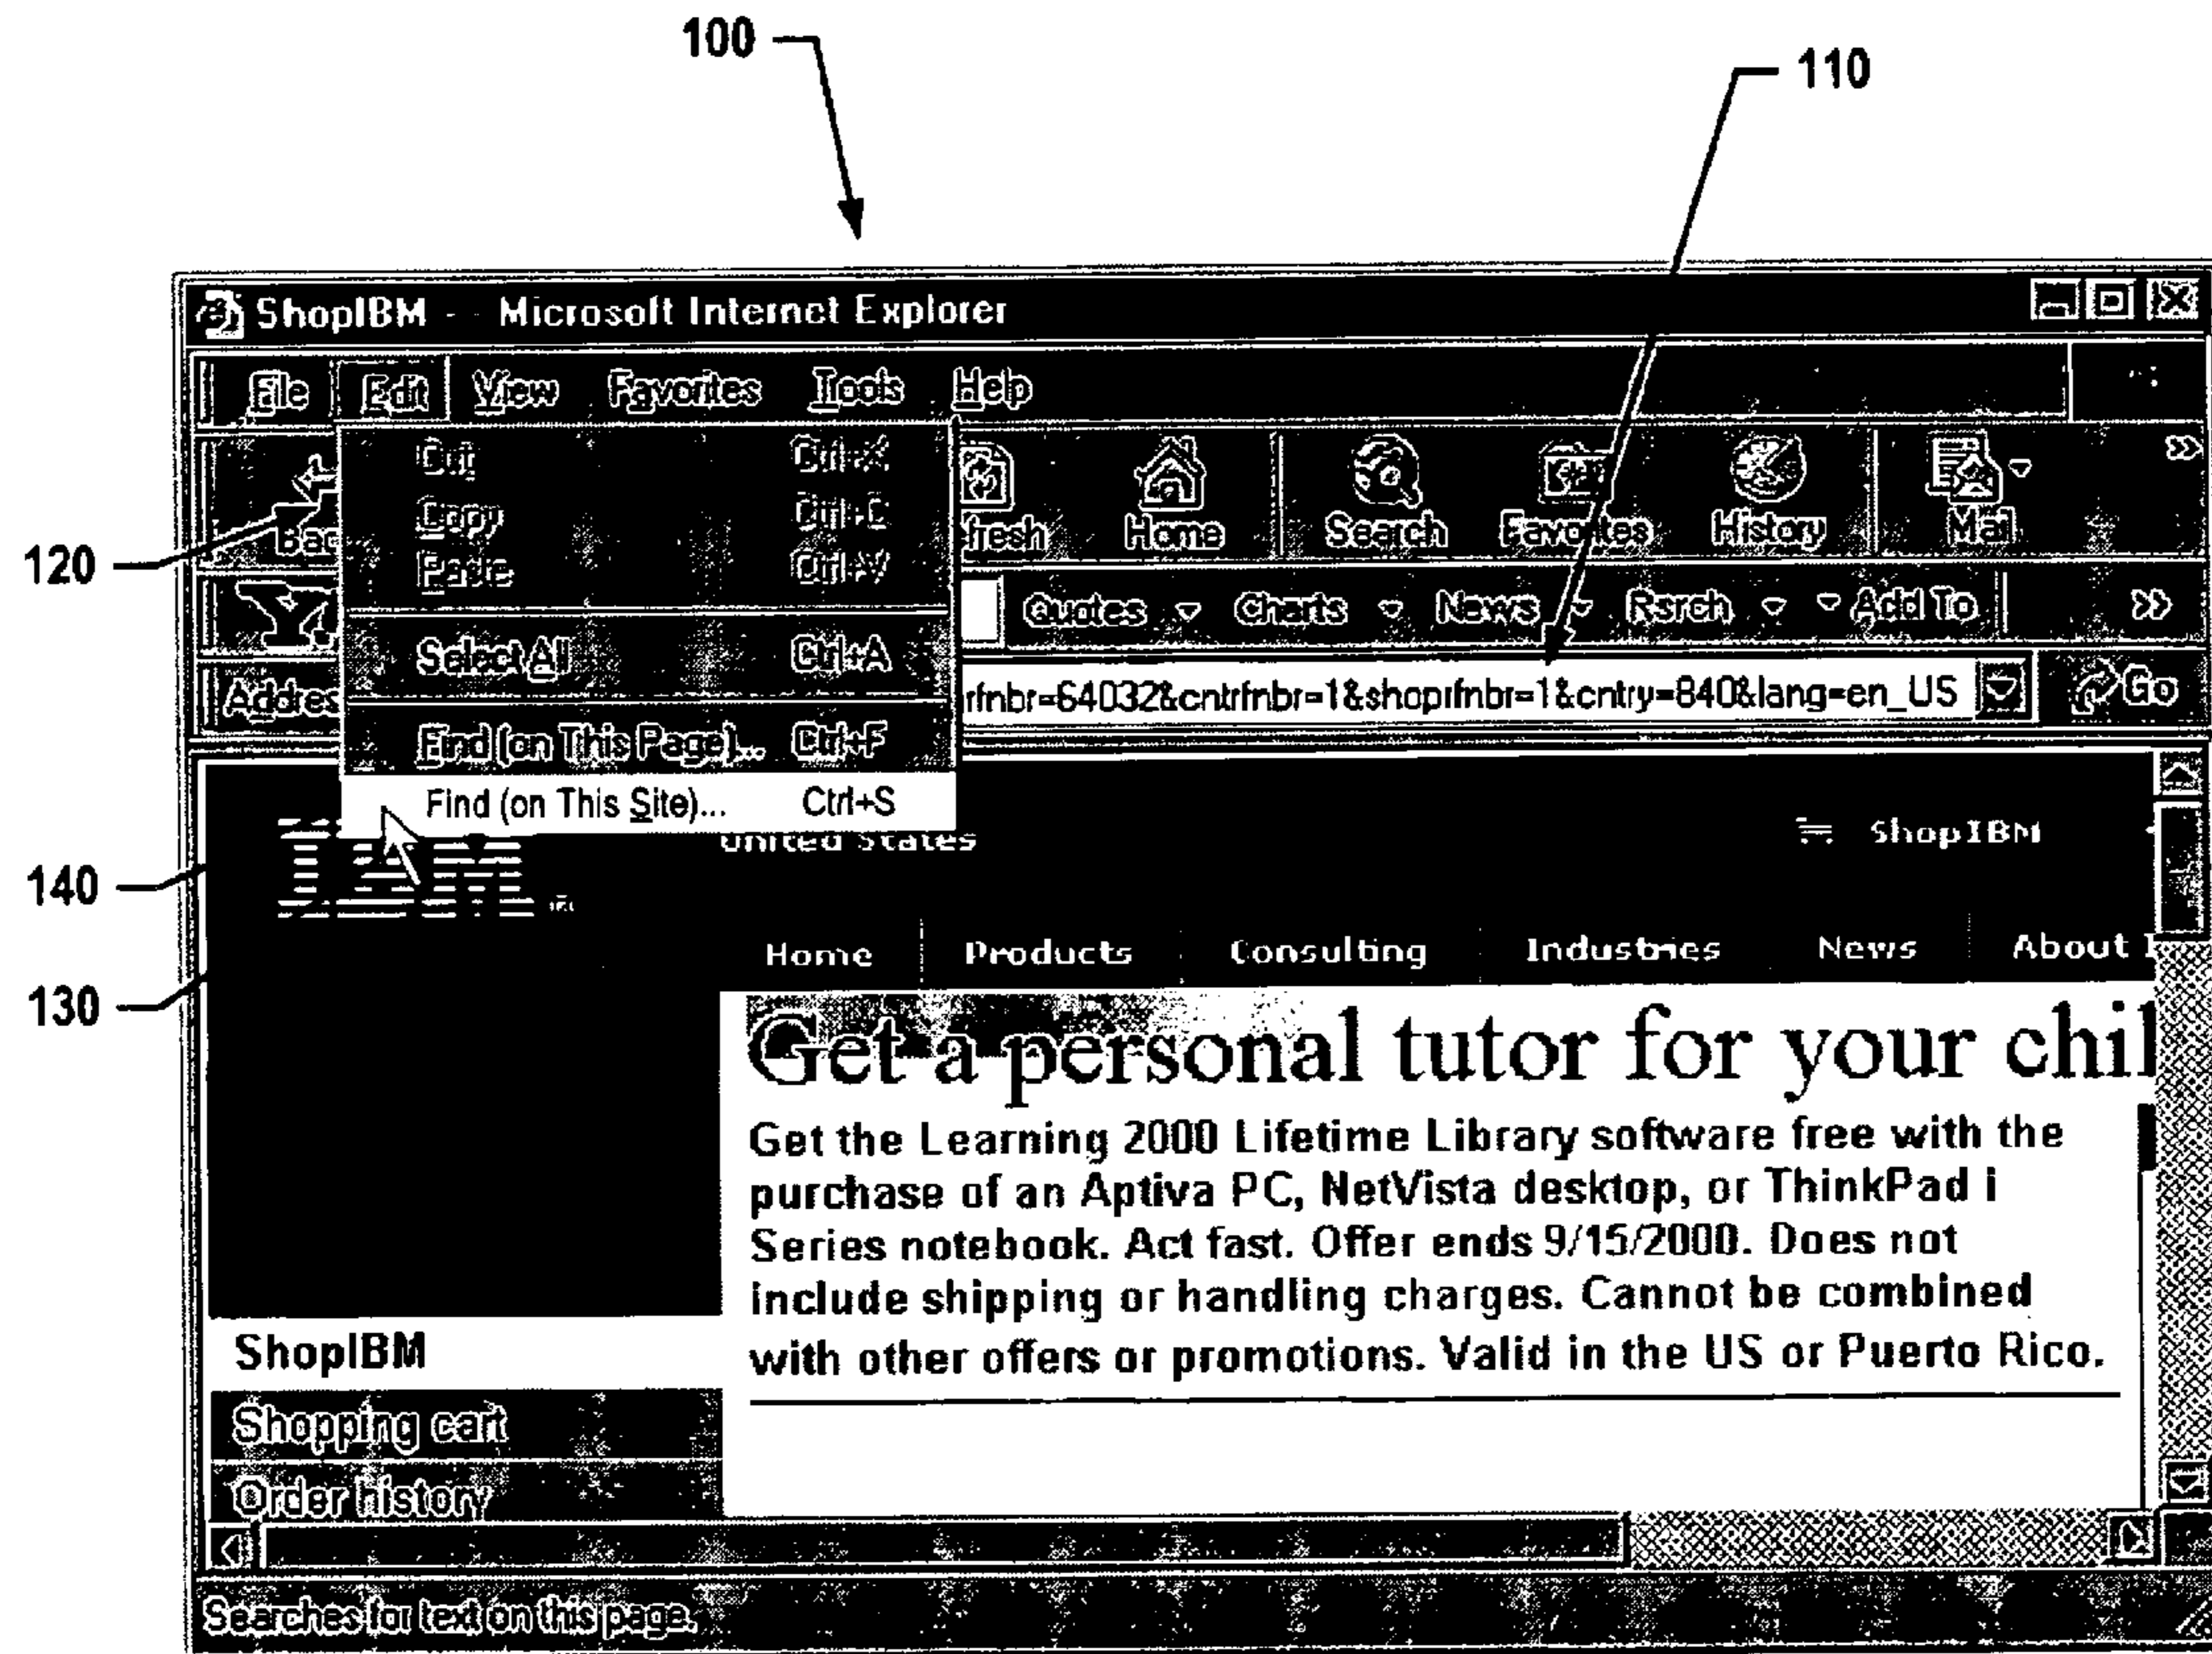 100
110
ShopIBM - Microsoft Internet Explorer
File Edit View Favorites Tools Help
Cut Ctrl+X
Copy Ctrl+C
Paste Ctrl+V
Select All Ctrl+A
Find (on This Page)... Ctrl+F
Find (on This Site)... Ctrl+S
Home Search Favorites History Mail
120
Quotes Charts News Rsrch Add To
rfnbr=64032&cntrfnbr=1&shoprfnbr=1&cntry=840&lang=en_US Go
140
130
IBM
United States
ShopIBM
Home Products Consulting Industries News About
Get a personal tutor for your chil
Get the Learning 2000 Lifetime Library software free with the
purchase of an Aptiva PC, NetVista desktop, or ThinkPad i
Series notebook. Act fast. Offer ends 9/15/2000. Does not
include shipping or handling charges. Cannot be combined
with other offers or promotions. Valid in the US or Puerto Rico.
ShopIBM
Shopping cart
Order history
Searches for text on this page.